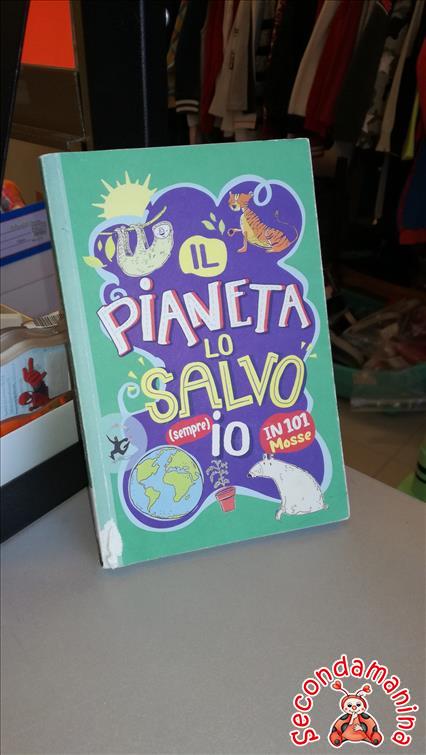 IL
PIANETA
LO
SALVO
(sempre)
IO
IN 101
Mosse
Secondamanina